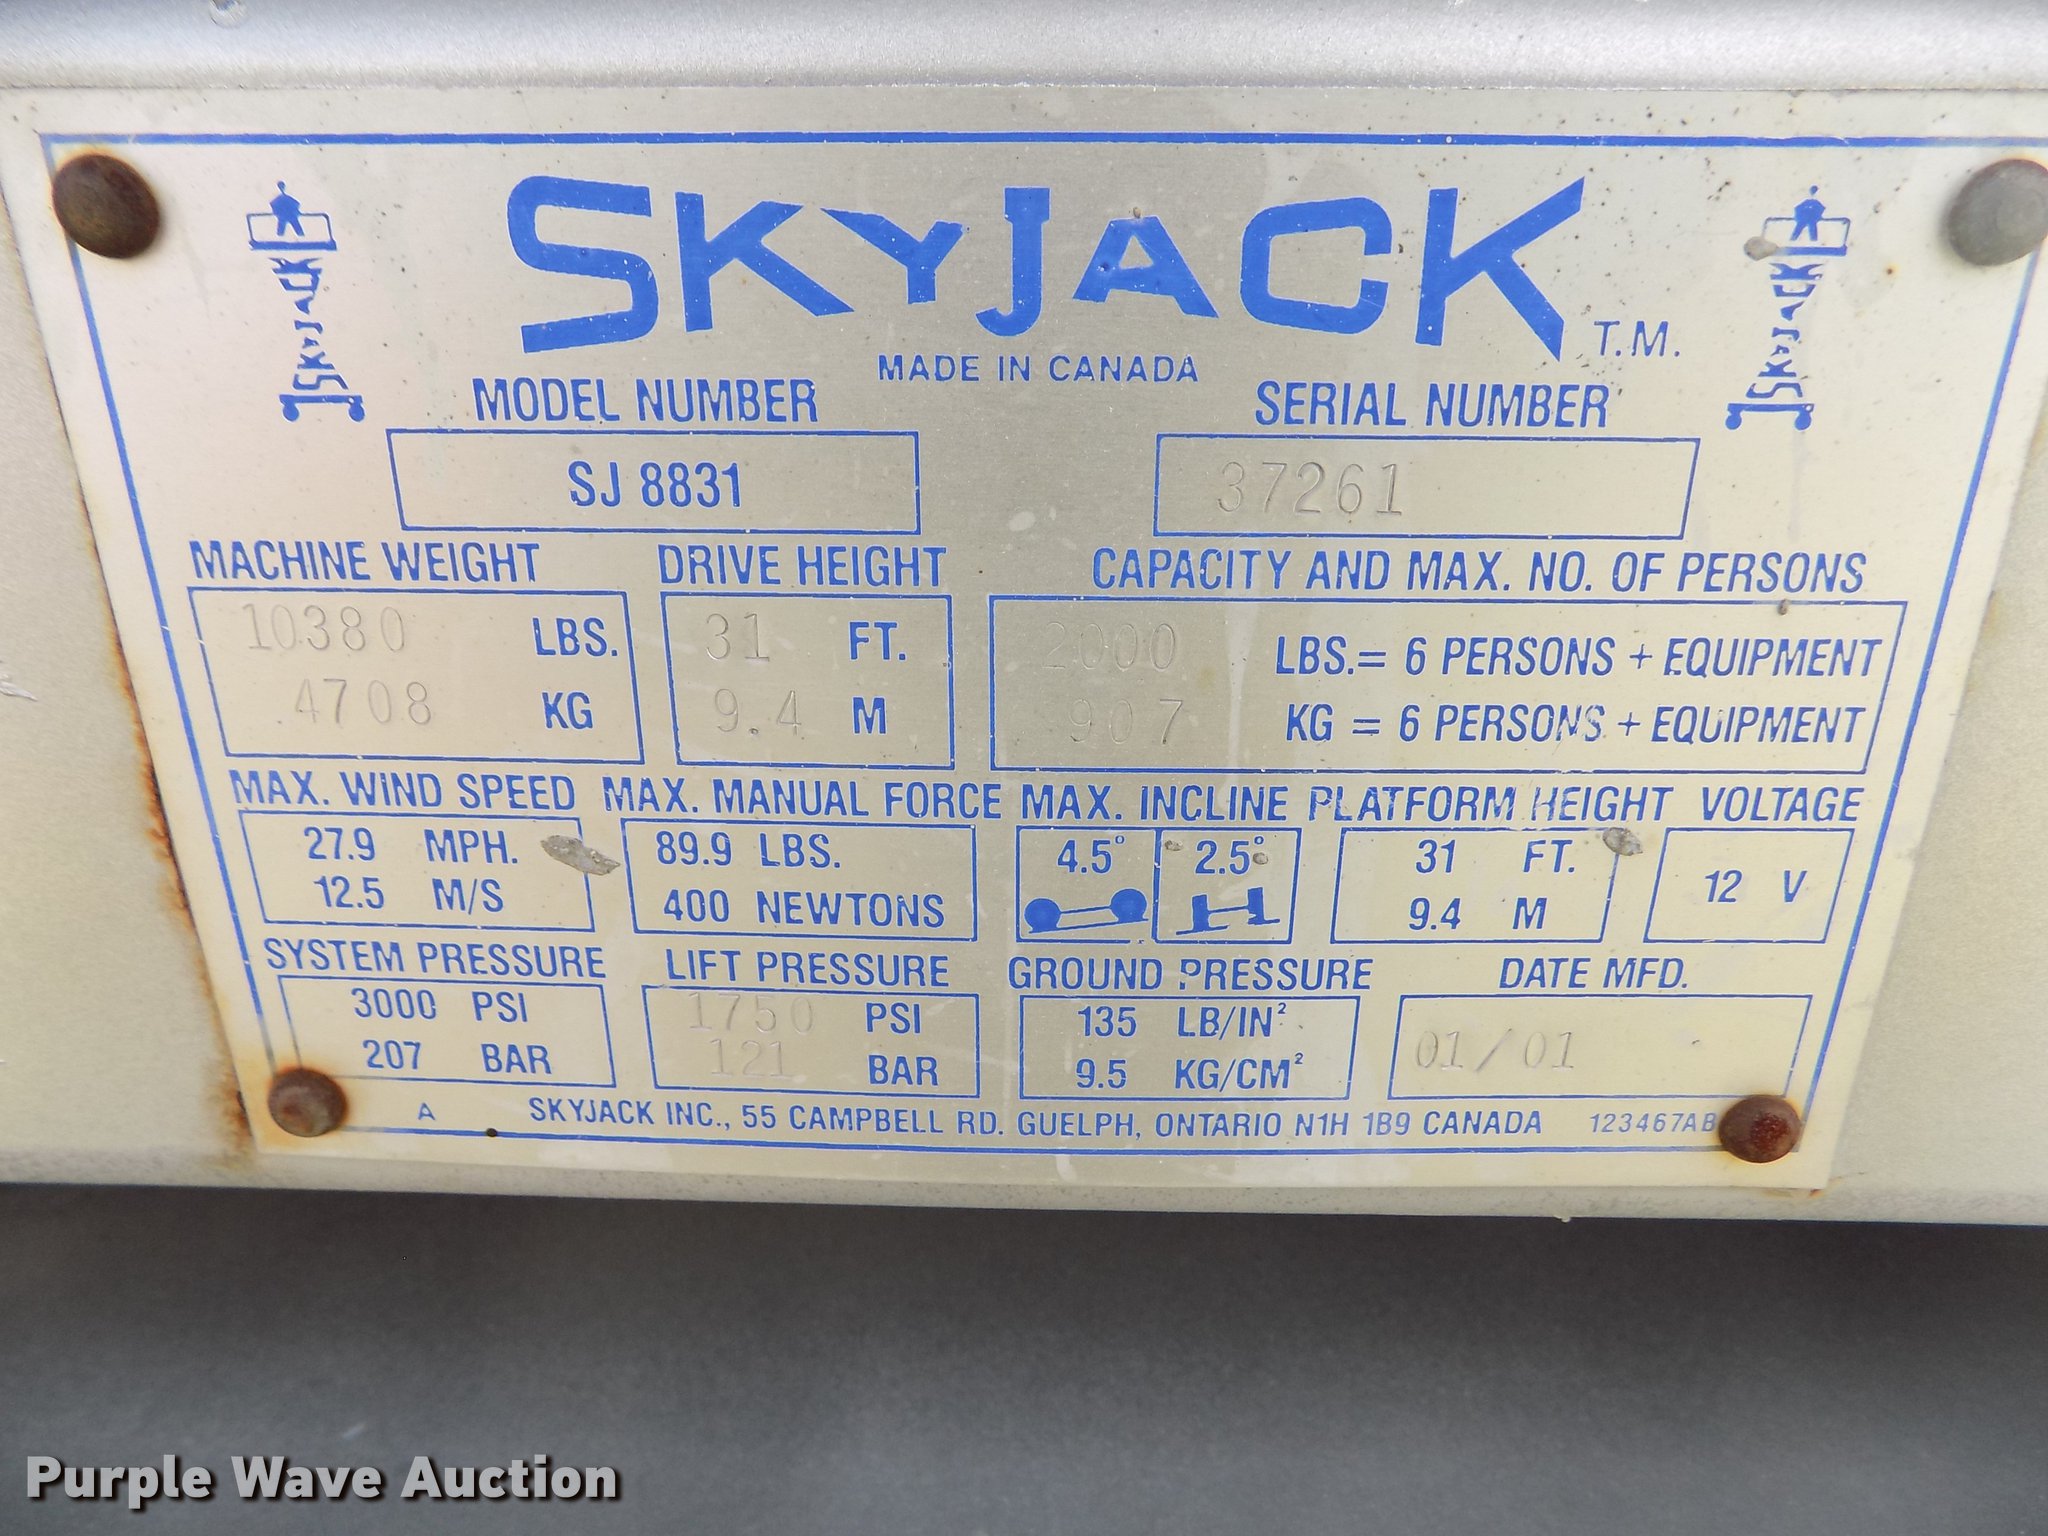 SKYJACK T.M.
SKYJACK
SKYJACK
MADE IN CANADA
MODEL NUMBER SERIAL NUMBER
SJ 8831 37261
MACHINE WEIGHT DRIVE HEIGHT CAPACITY AND MAX. NO. OF PERSONS
10380 LBS. 31 FT. 2000 LBS.= 6 PERSONS + EQUIPMENT
4708 KG 9.4 M 907 KG = 6 PERSONS + EQUIPMENT
MAX. WIND SPEED MAX. MANUAL FORCE MAX. INCLINE PLATFORM HEIGHT VOLTAGE
27.9 MPH. 89.9 LBS. 4.5° 2.5° 31 FT. 12 V
12.5 M/S 400 NEWTONS 9.4 M
SYSTEM PRESSURE LIFT PRESSURE GROUND PRESSURE DATE MFD.
3000 PSI 1750 PSI 135 LB/IN² 01/01
207 BAR 121 BAR 9.5 KG/CM²
A SKYJACK INC., 55 CAMPBELL RD. GUELPH, ONTARIO N1H 1B9 CANADA 123467AB
Purple Wave Auction